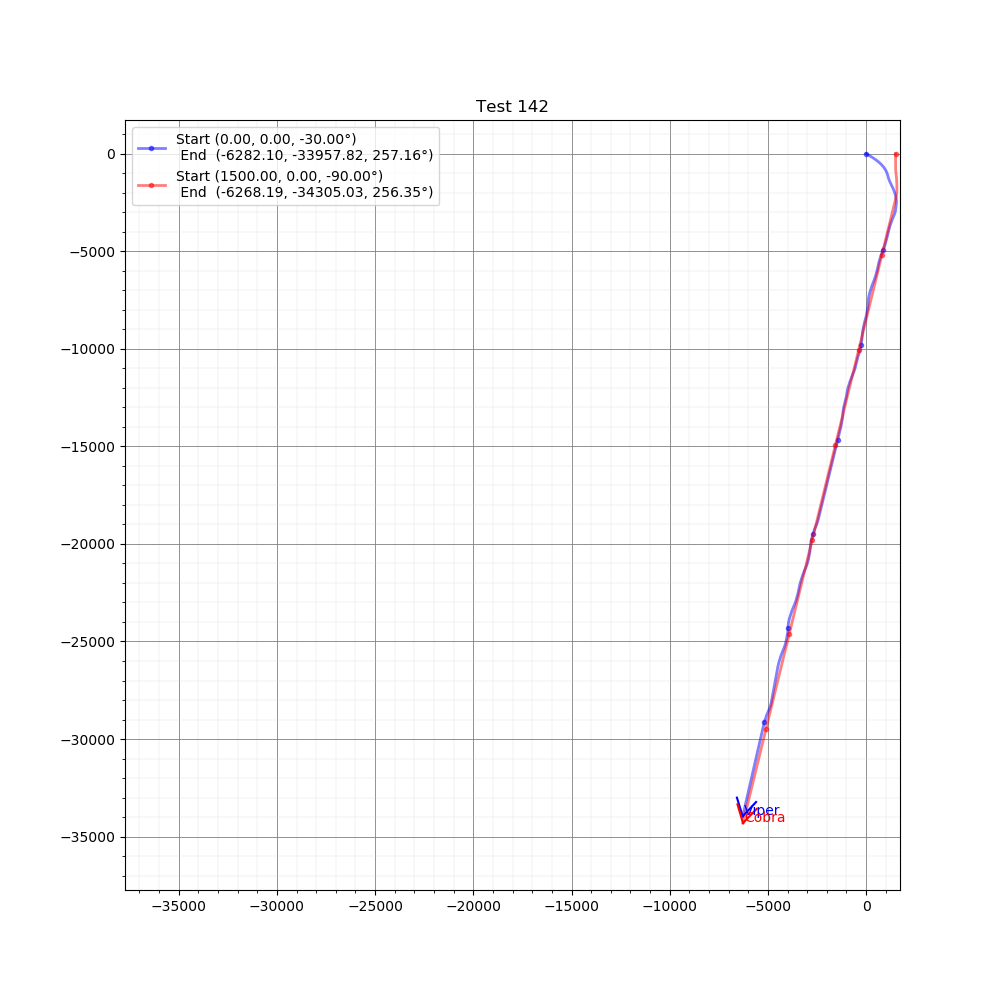 Test 142
Start (0.00, 0.00, -30.00°)
End (-6282.10, -33957.82, 257.16°)
Start (1500.00, 0.00, -90.00°)
End (-6268.19, -34305.03, 256.35°)
0
−5000
−10000
−15000
−20000
−25000
−30000
−35000
Viper
Cobra
−35000 −30000 −25000 −20000 −15000 −10000 −5000 0